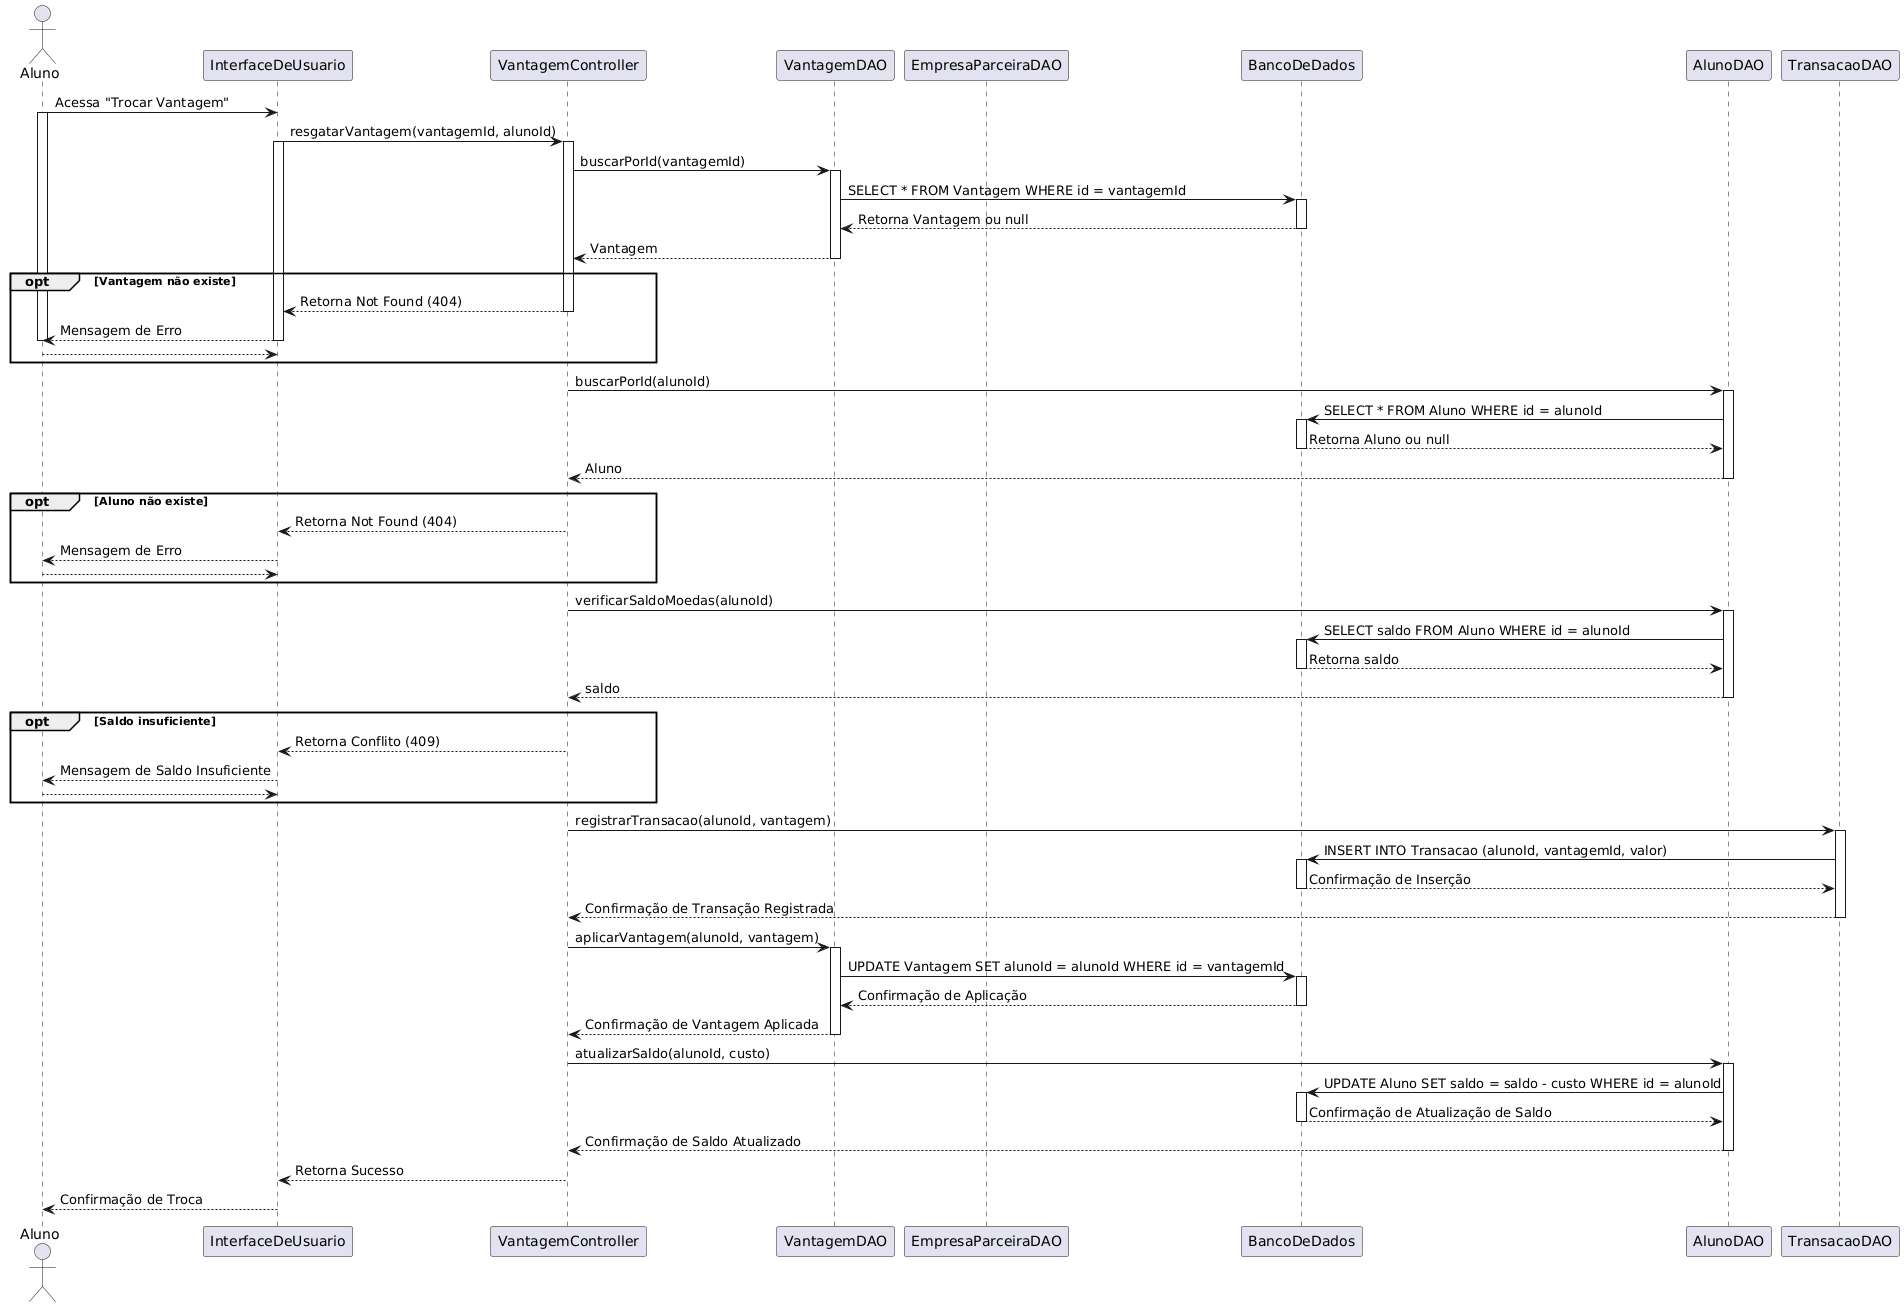 Aluno
InterfaceDeUsuario
VantagemController
VantagemDAO
EmpresaParceiraDAO
BancoDeDados
AlunoDAO
TransacaoDAO
Acessa "Trocar Vantagem"
resgatarVantagem(vantagemId, alunoId)
buscarPorId(vantagemId)
SELECT * FROM Vantagem WHERE id = vantagemId
Retorna Vantagem ou null
Vantagem
opt [Vantagem não existe]
Retorna Not Found (404)
Mensagem de Erro
buscarPorId(alunoId)
SELECT * FROM Aluno WHERE id = alunoId
Retorna Aluno ou null
Aluno
opt [Aluno não existe]
Retorna Not Found (404)
Mensagem de Erro
verificarSaldoMoedas(alunoId)
SELECT saldo FROM Aluno WHERE id = alunoId
Retorna saldo
saldo
opt [Saldo insuficiente]
Retorna Conflito (409)
Mensagem de Saldo Insuficiente
registrarTransacao(alunoId, vantagem)
INSERT INTO Transacao (alunoId, vantagemId, valor)
Confirmação de Inserção
Confirmação de Transação Registrada
aplicarVantagem(alunoId, vantagem)
UPDATE Vantagem SET alunoId = alunoId WHERE id = vantagemId
Confirmação de Aplicação
Confirmação de Vantagem Aplicada
atualizarSaldo(alunoId, custo)
UPDATE Aluno SET saldo = saldo - custo WHERE id = alunoId
Confirmação de Atualização de Saldo
Confirmação de Saldo Atualizado
Retorna Sucesso
Confirmação de Troca
Aluno
InterfaceDeUsuario
VantagemController
VantagemDAO
EmpresaParceiraDAO
BancoDeDados
AlunoDAO
TransacaoDAO